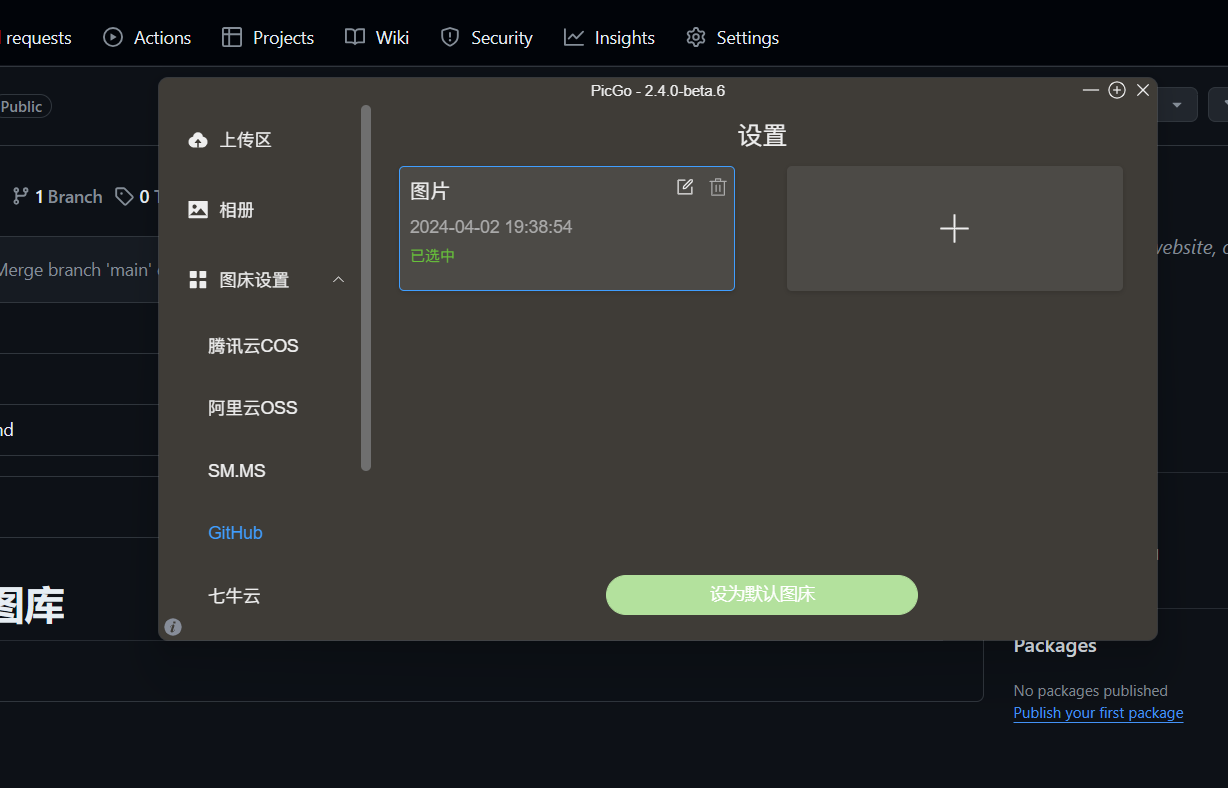 requests Actions Projects Wiki Security Insights Settings
Public
PicGo - 2.4.0-beta.6
上传区
相册
图床设置
腾讯云COS
阿里云OSS
SM.MS
GitHub
七牛云
设置
图片
2024-04-02 19:38:54
已选中
设为默认图床
1 Branch 0
Merge branch 'main'
website,
图库
Packages
No packages published
Publish your first package